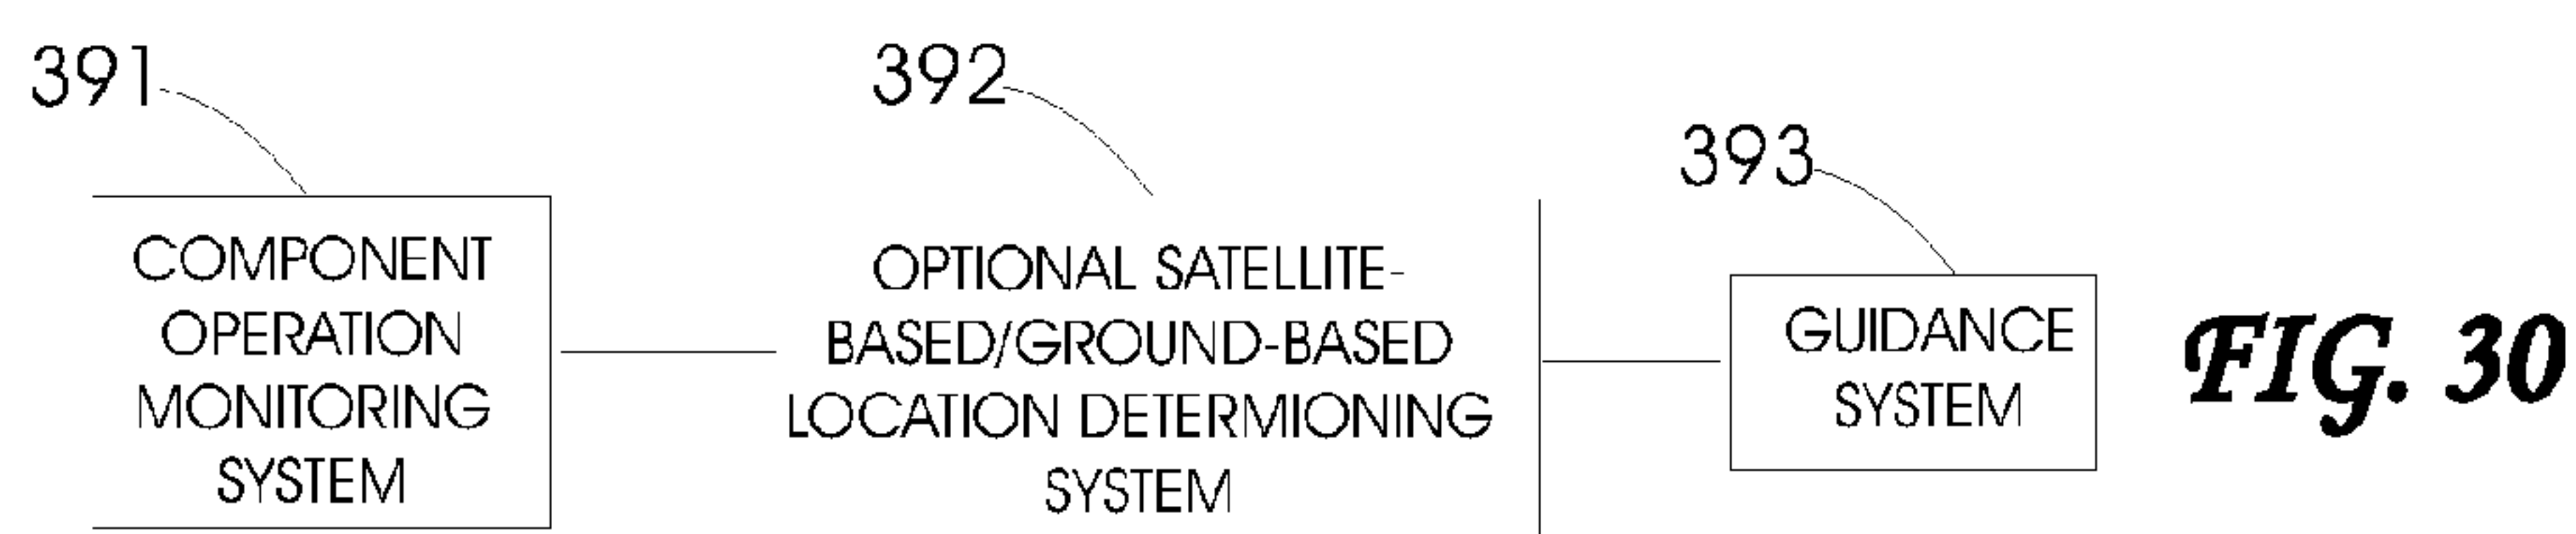 391
COMPONENT
OPERATION
MONITORING
SYSTEM
392
OPTIONAL SATELLITE-
BASED/GROUND-BASED
LOCATION DETERMIONING
SYSTEM
393
GUIDANCE
SYSTEM
FIG. 30